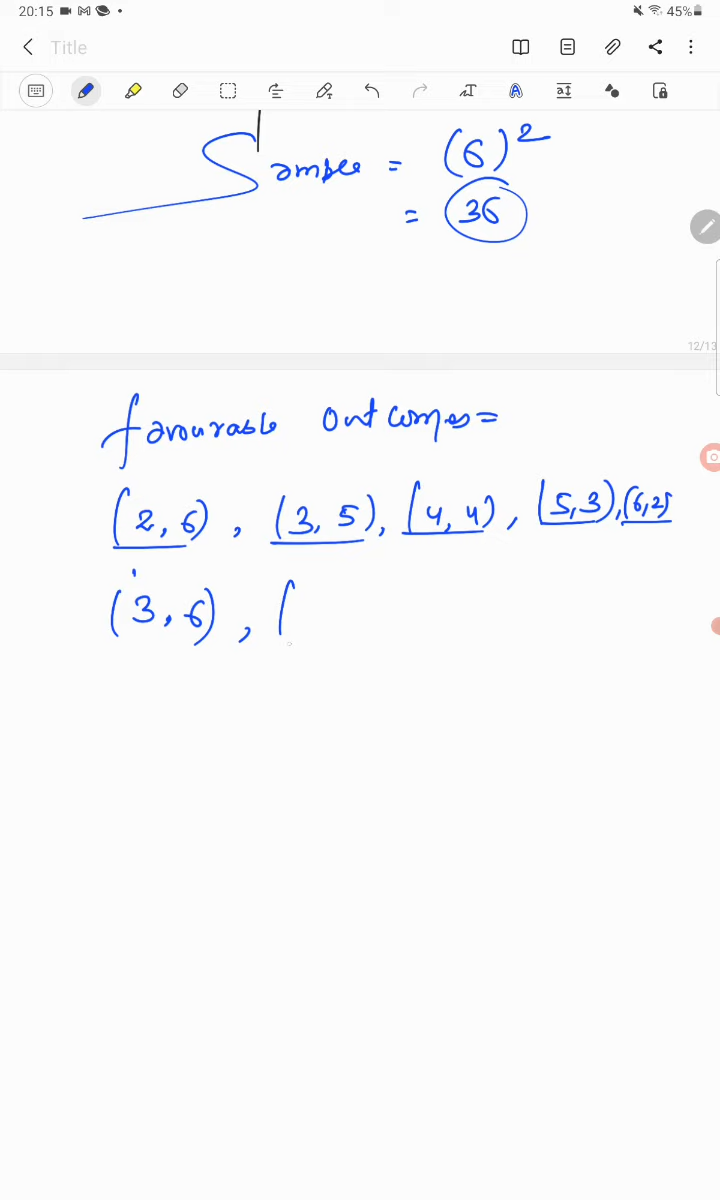 20:15 45%
Title
Sample = (6)²
= 36
12/13
favourable outcomes=
(2,6), (3,5), (4,4), (5,3),(6,2)
(3,6), (